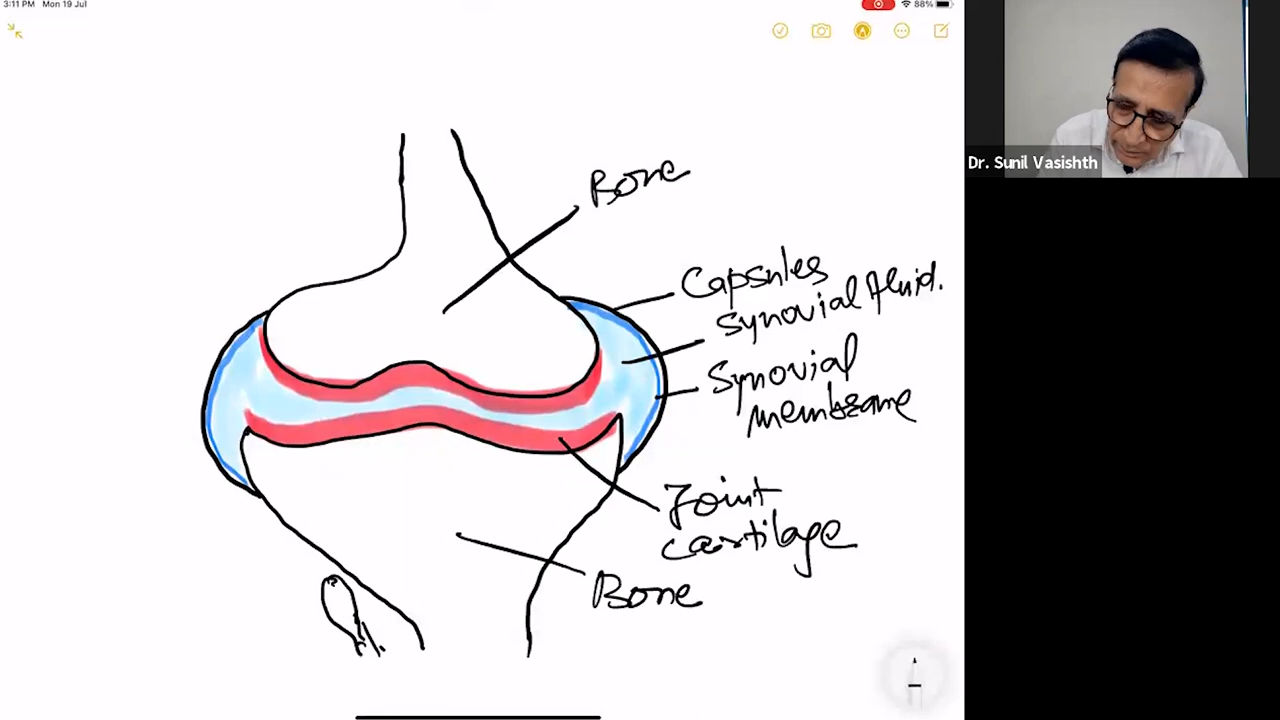 3:11 PM Mon 19 Jul
88%
Bone
Capsules
Synovial fluid.
Synovial
membrane
Joint
cartilage
Bone
Dr. Sunil Vasishth